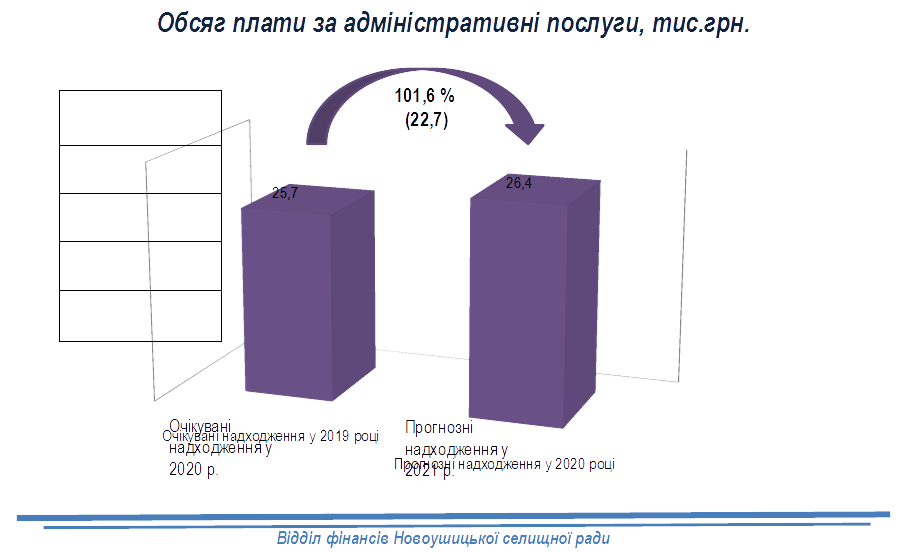 Обсяг плати за адміністративні послуги, тис.грн.
101,6 %
(22,7)
25,7
26,4
Очікувані
надходження у
2020 р.
Очікувані надходження у 2019 році
Прогнозні
надходження у
2021 р.
Прогнозні надходження у 2020 році
Відділ фінансів Новоушицької селищної ради